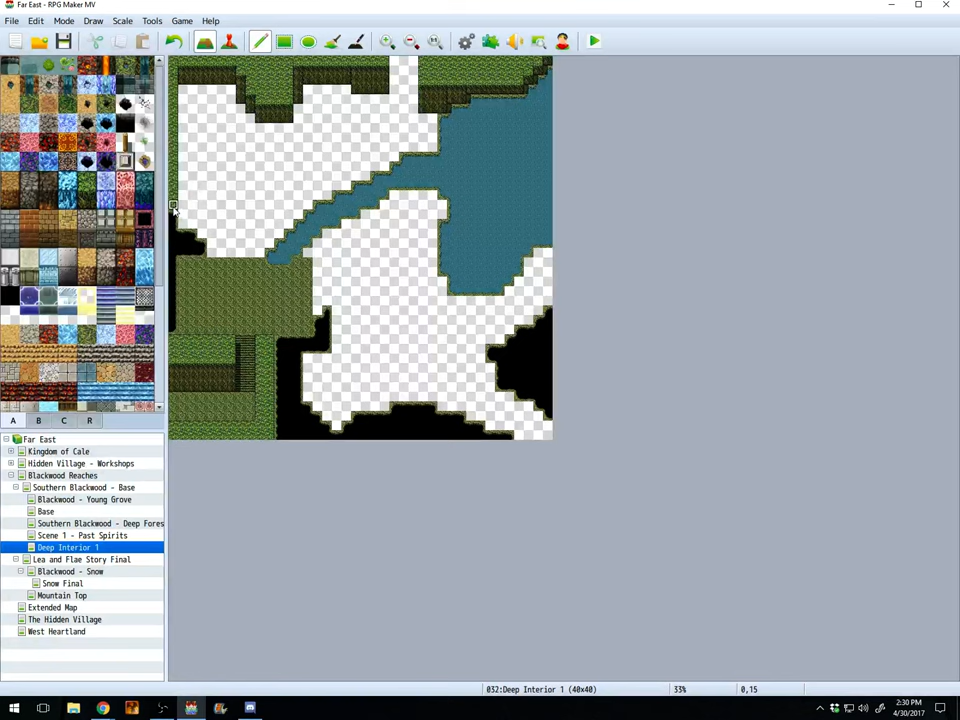 Far East - RPG Maker MV
File Edit Mode Draw Scale Tools Game Help
1:1
A B C R
Far East
Kingdom of Cale
Hidden Village - Workshops
Blackwood Reaches
Southern Blackwood - Base
Blackwood - Young Grove
Base
Southern Blackwood - Deep Fores
Scene 1 - Past Spirits
Deep Interior 1
Lea and Flae Story Final
Blackwood - Snow
Snow Final
Mountain Top
Extended Map
The Hidden Village
West Heartland
032:Deep Interior 1 (40x40) 33% 0,15
2:30 PM
4/30/2017